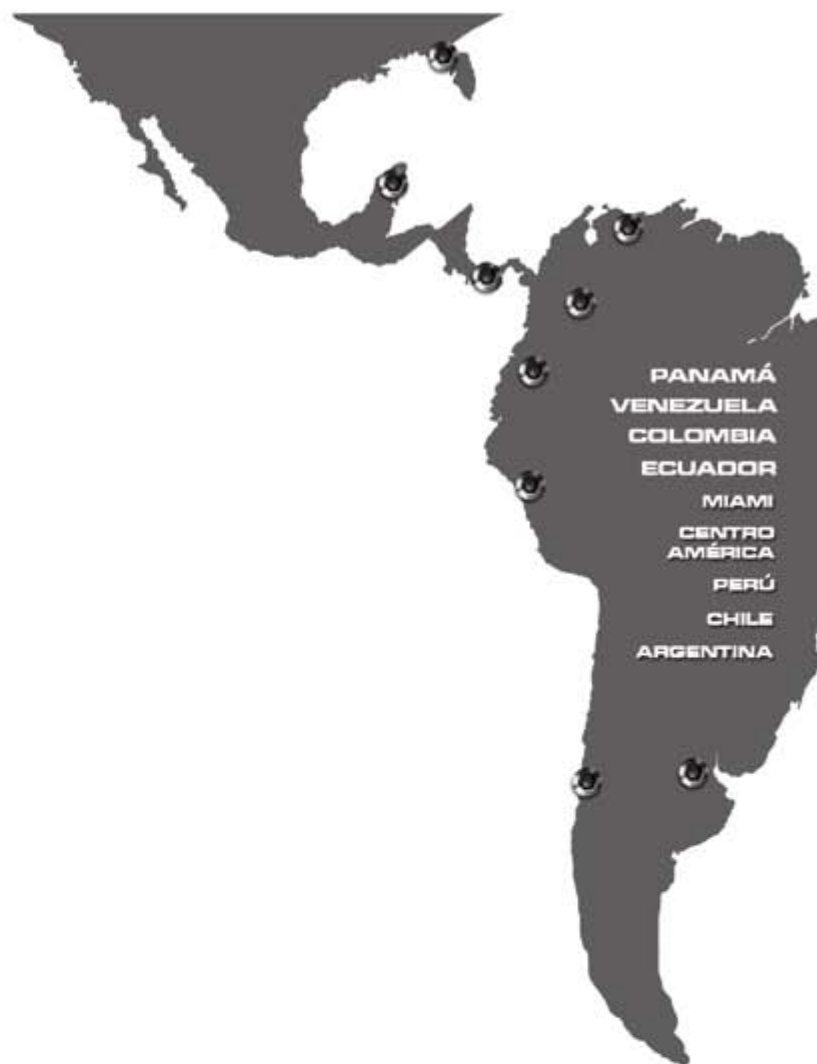 PANAMÁ
VENEZUELA
COLOMBIA
ECUADOR
MIAMI
CENTRO
AMÉRICA
PERÚ
CHILE
ARGENTINA